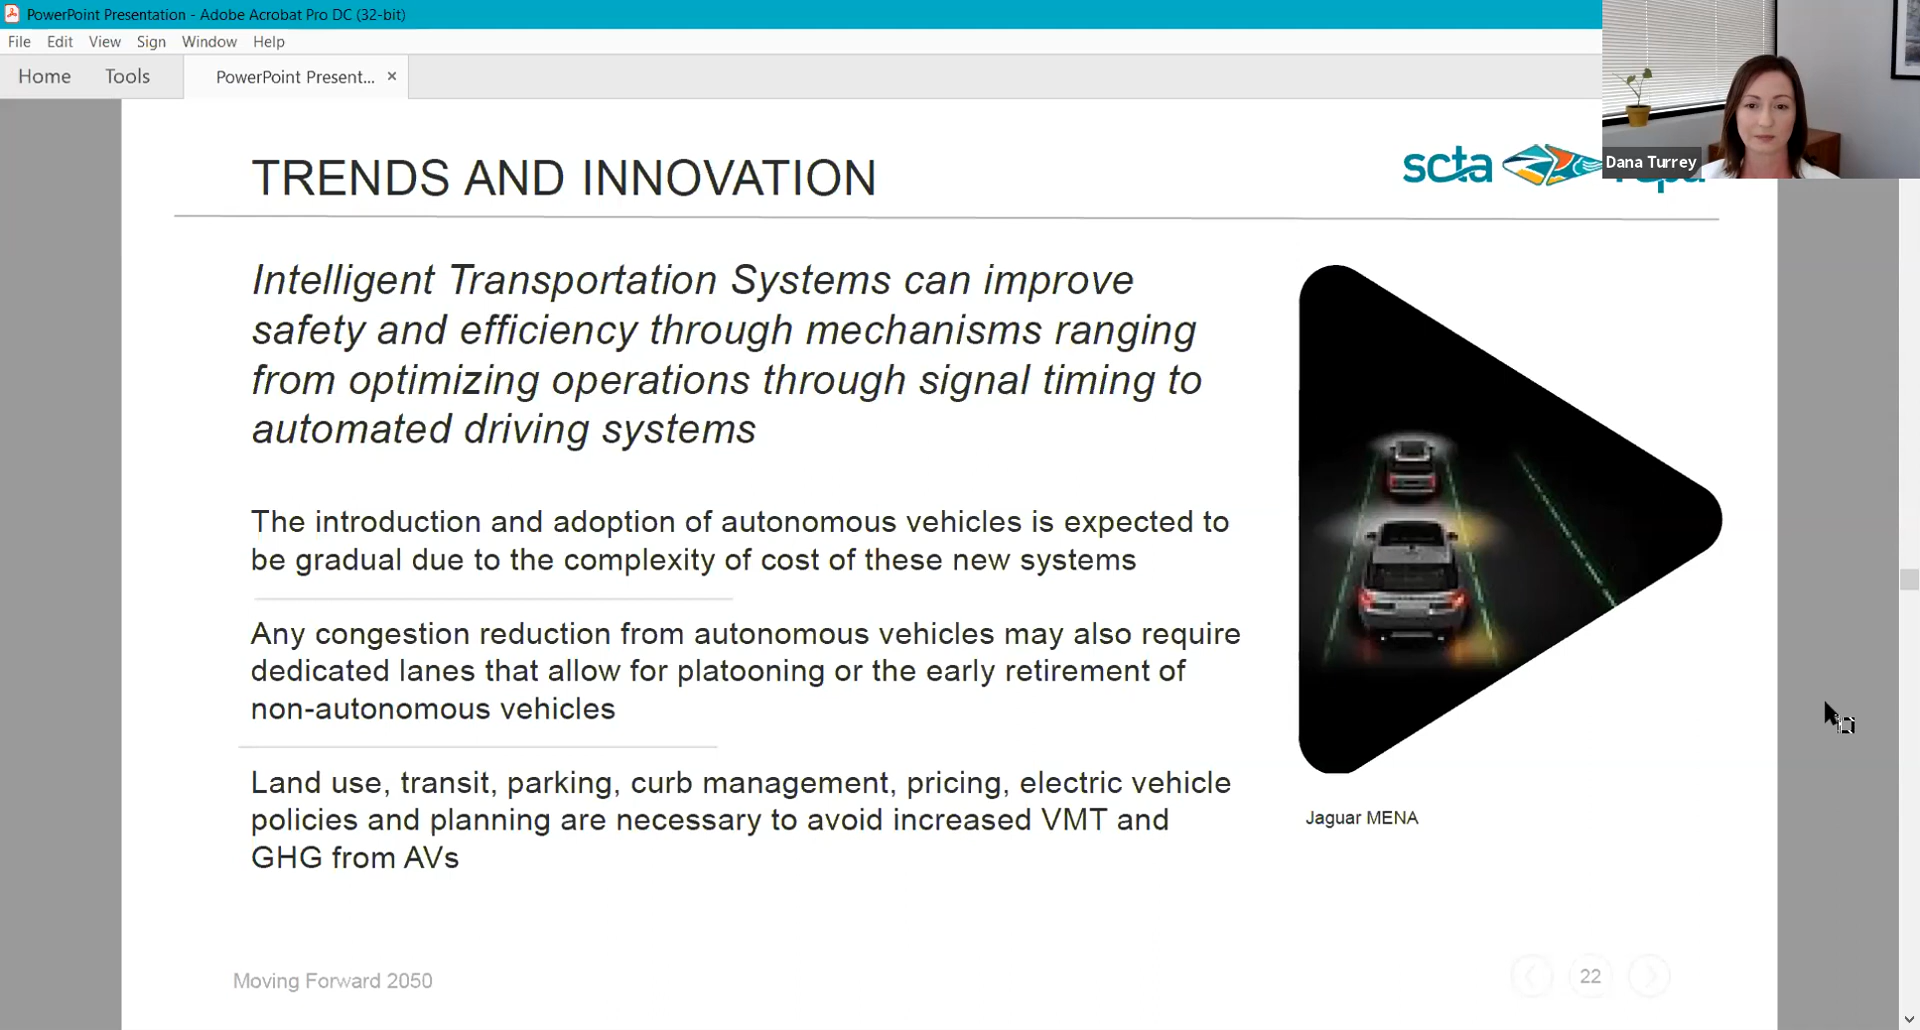 PowerPoint Presentation - Adobe Acrobat Pro DC (32-bit)
File Edit View Sign Window Help
Home Tools PowerPoint Present... ×
Dana Turrey
TRENDS AND INNOVATION
scta
Intelligent Transportation Systems can improve
safety and efficiency through mechanisms ranging
from optimizing operations through signal timing to
automated driving systems
The introduction and adoption of autonomous vehicles is expected to
be gradual due to the complexity of cost of these new systems
Any congestion reduction from autonomous vehicles may also require
dedicated lanes that allow for platooning or the early retirement of
non-autonomous vehicles
Land use, transit, parking, curb management, pricing, electric vehicle
policies and planning are necessary to avoid increased VMT and
GHG from AVs
Jaguar MENA
Moving Forward 2050
22